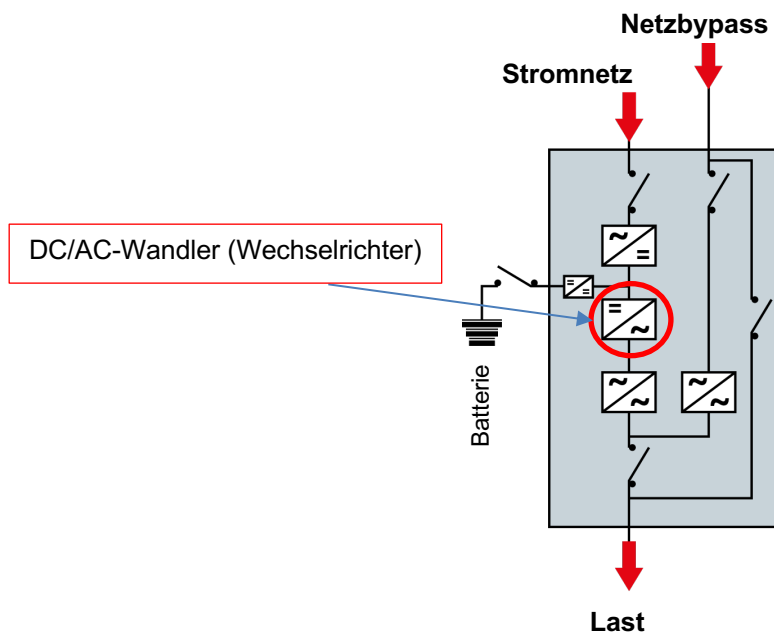 Netzbypass
Stromnetz
DC/AC-Wandler (Wechselrichter)
Batterie
Last